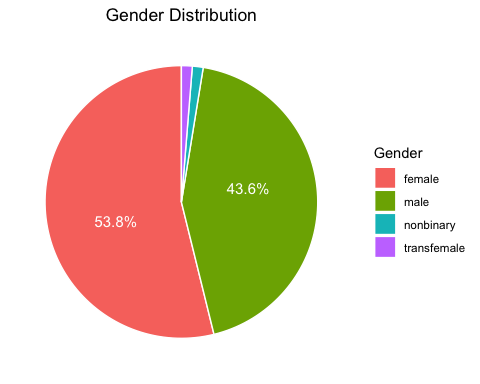 Gender Distribution
43.6%
53.8%
Gender
female
male
nonbinary
transfemale